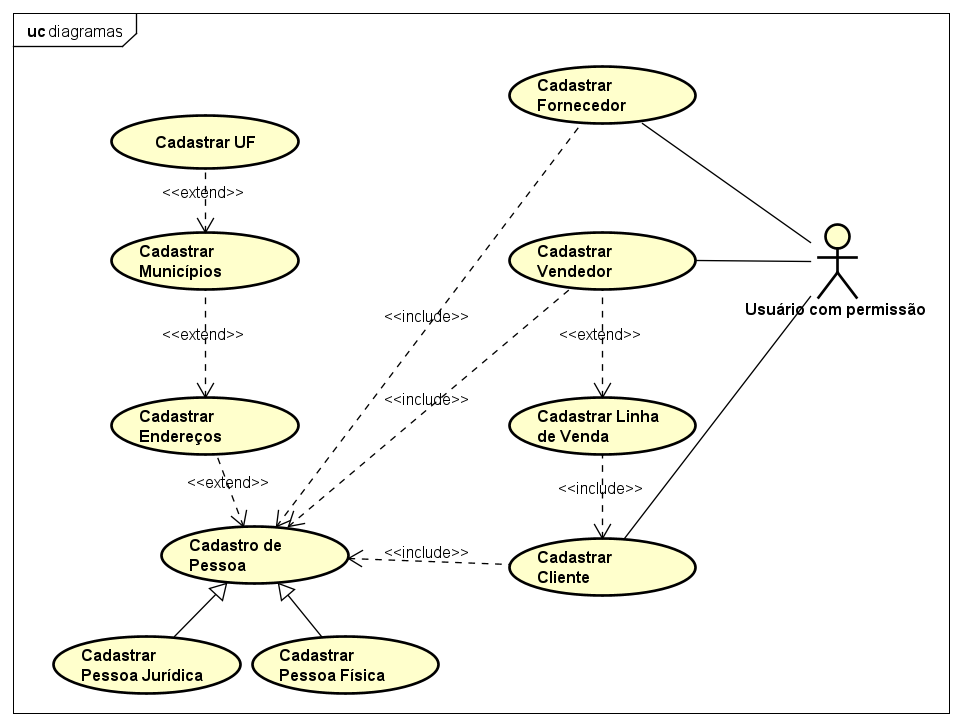 uc diagramas
Cadastrar
Fornecedor
Cadastrar UF
<<extend>>
Cadastrar
Municípios
Cadastrar
Vendedor
Usuário com permissão
<<include>>
<<extend>>
<<extend>>
<<include>>
Cadastrar
Endereços
Cadastrar Linha
de Venda
<<extend>>
<<include>>
Cadastro de
Pessoa
<<include>>
Cadastrar
Cliente
Cadastrar
Pessoa Jurídica
Cadastrar
Pessoa Física